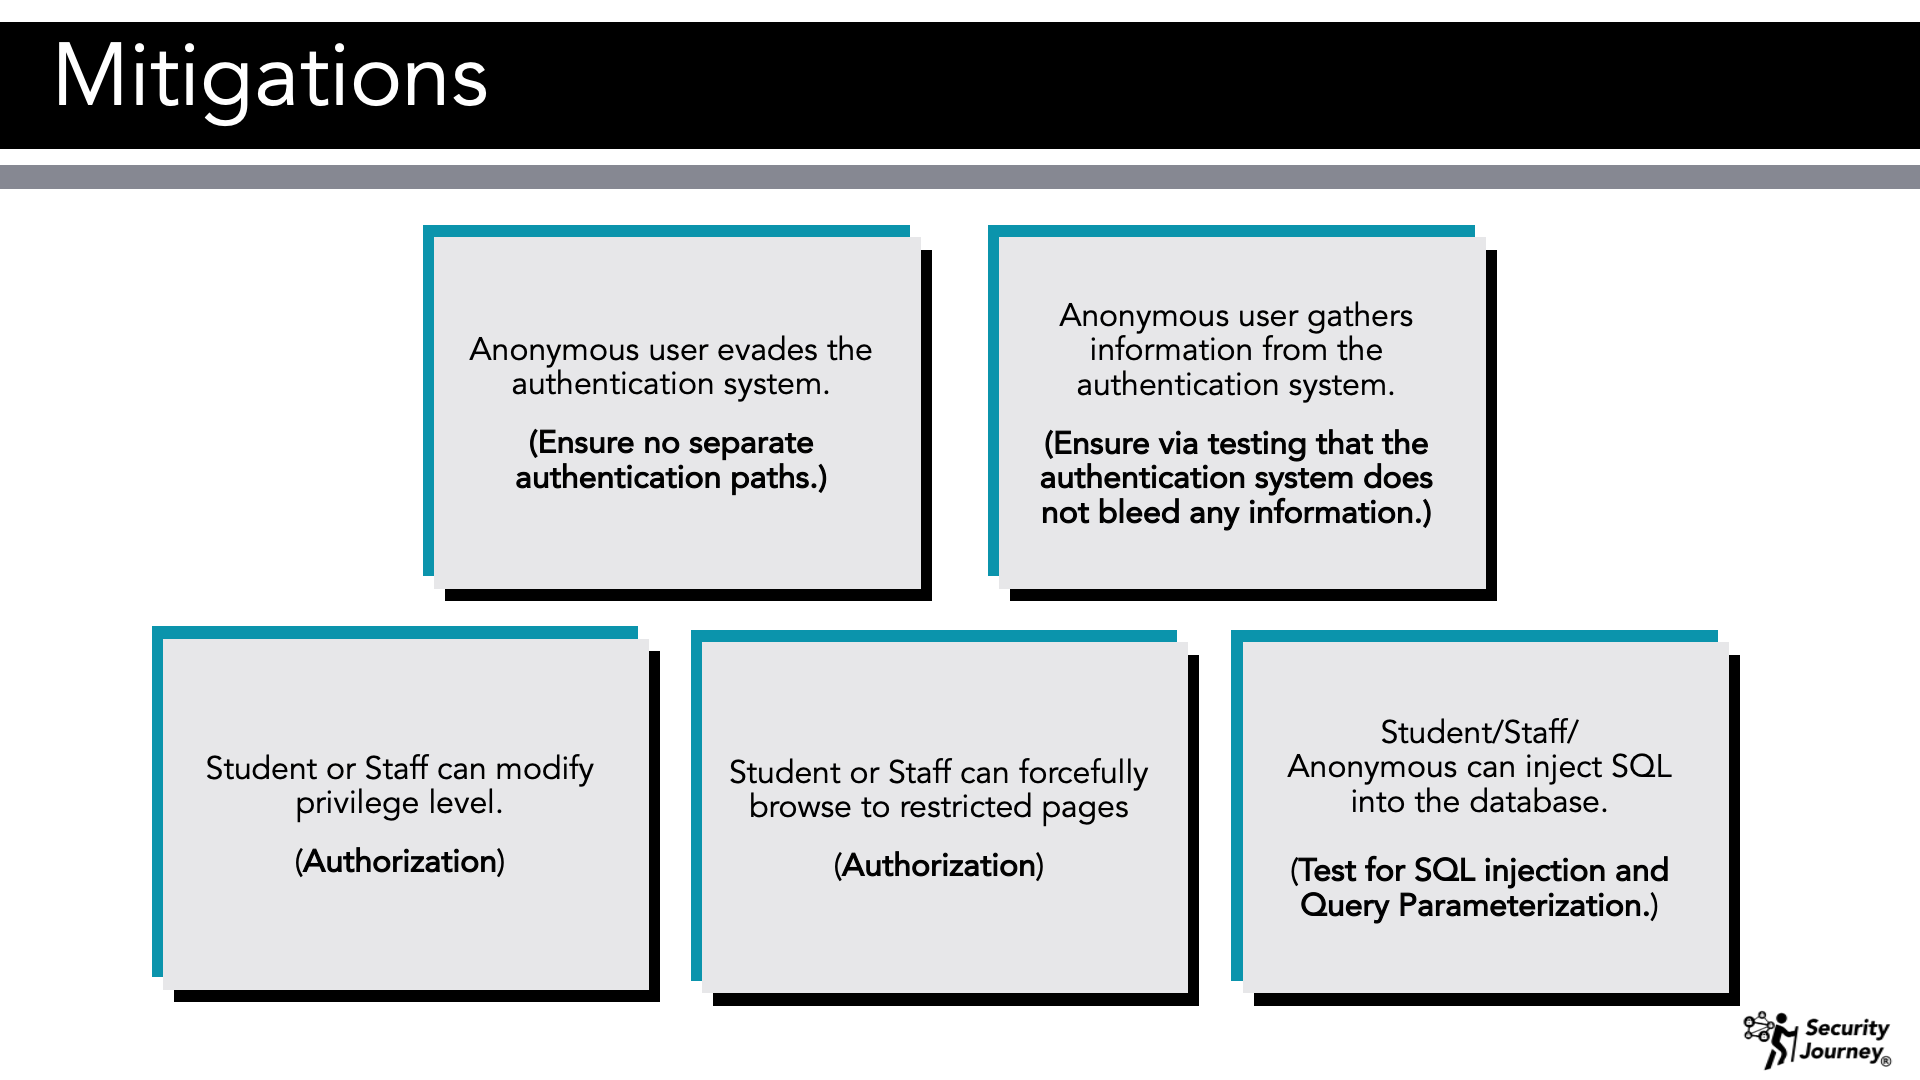 Mitigations
Anonymous user evades the
authentication system.
(Ensure no separate
authentication paths.)
Anonymous user gathers
information from the
authentication system.
(Ensure via testing that the
authentication system does
not bleed any information.)
Student or Staff can modify
privilege level.
(Authorization)
Student or Staff can forcefully
browse to restricted pages
(Authorization)
Student/Staff/
Anonymous can inject SQL
into the database.
(Test for SQL injection and
Query Parameterization.)
Security
Journey®